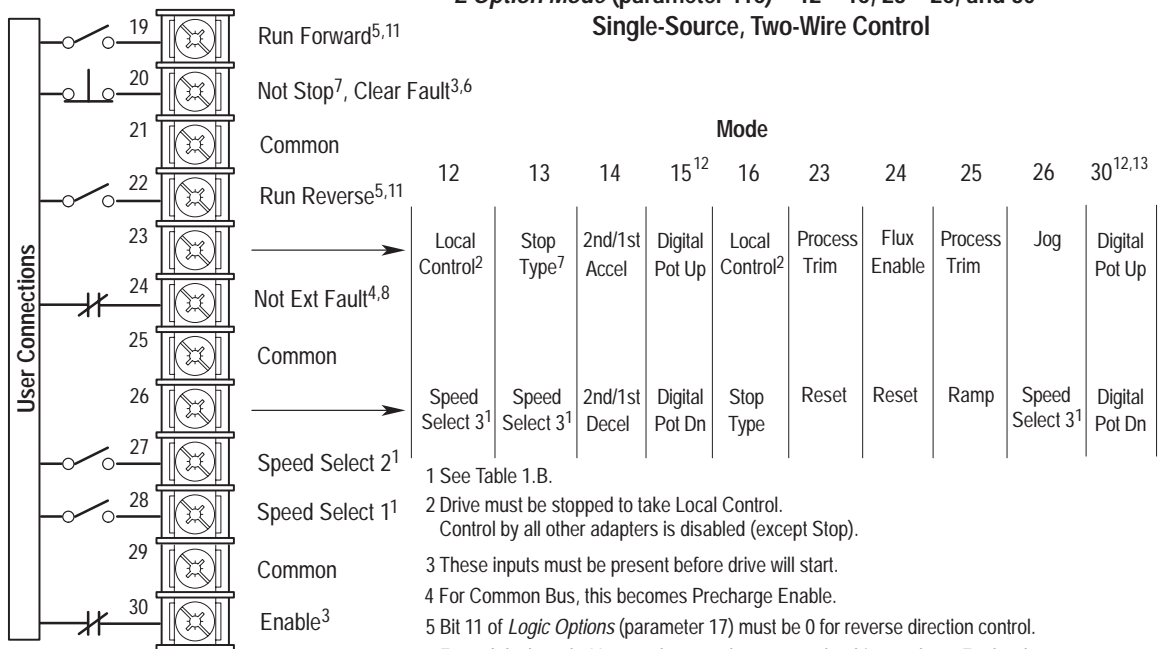 Single-Source, Two-Wire Control
19 Run Forward5,11
20 Not Stop7, Clear Fault3,6
21 Common
22 Run Reverse5,11
23
24 Not Ext Fault4,8
25 Common
26
27 Speed Select 2¹
28 Speed Select 1¹
29 Common
30 Enable3
User Connections
Mode
12 13 14 15¹² 16 23 24 25 26 30¹²,¹³
Local Stop 2nd/1st Digital Local Process Flux Process Jog Digital
Control2 Type7 Accel Pot Up Control2 Trim Enable Trim Pot Up
Speed Speed 2nd/1st Digital Stop Reset Reset Ramp Speed Digital
Select 3¹ Select 3¹ Decel Pot Dn Type Select 3¹ Pot Dn
1 See Table 1.B.
2 Drive must be stopped to take Local Control.
Control by all other adapters is disabled (except Stop).
3 These inputs must be present before drive will start.
4 For Common Bus, this becomes Precharge Enable.
5 Bit 11 of Logic Options (parameter 17) must be 0 for reverse direction control.